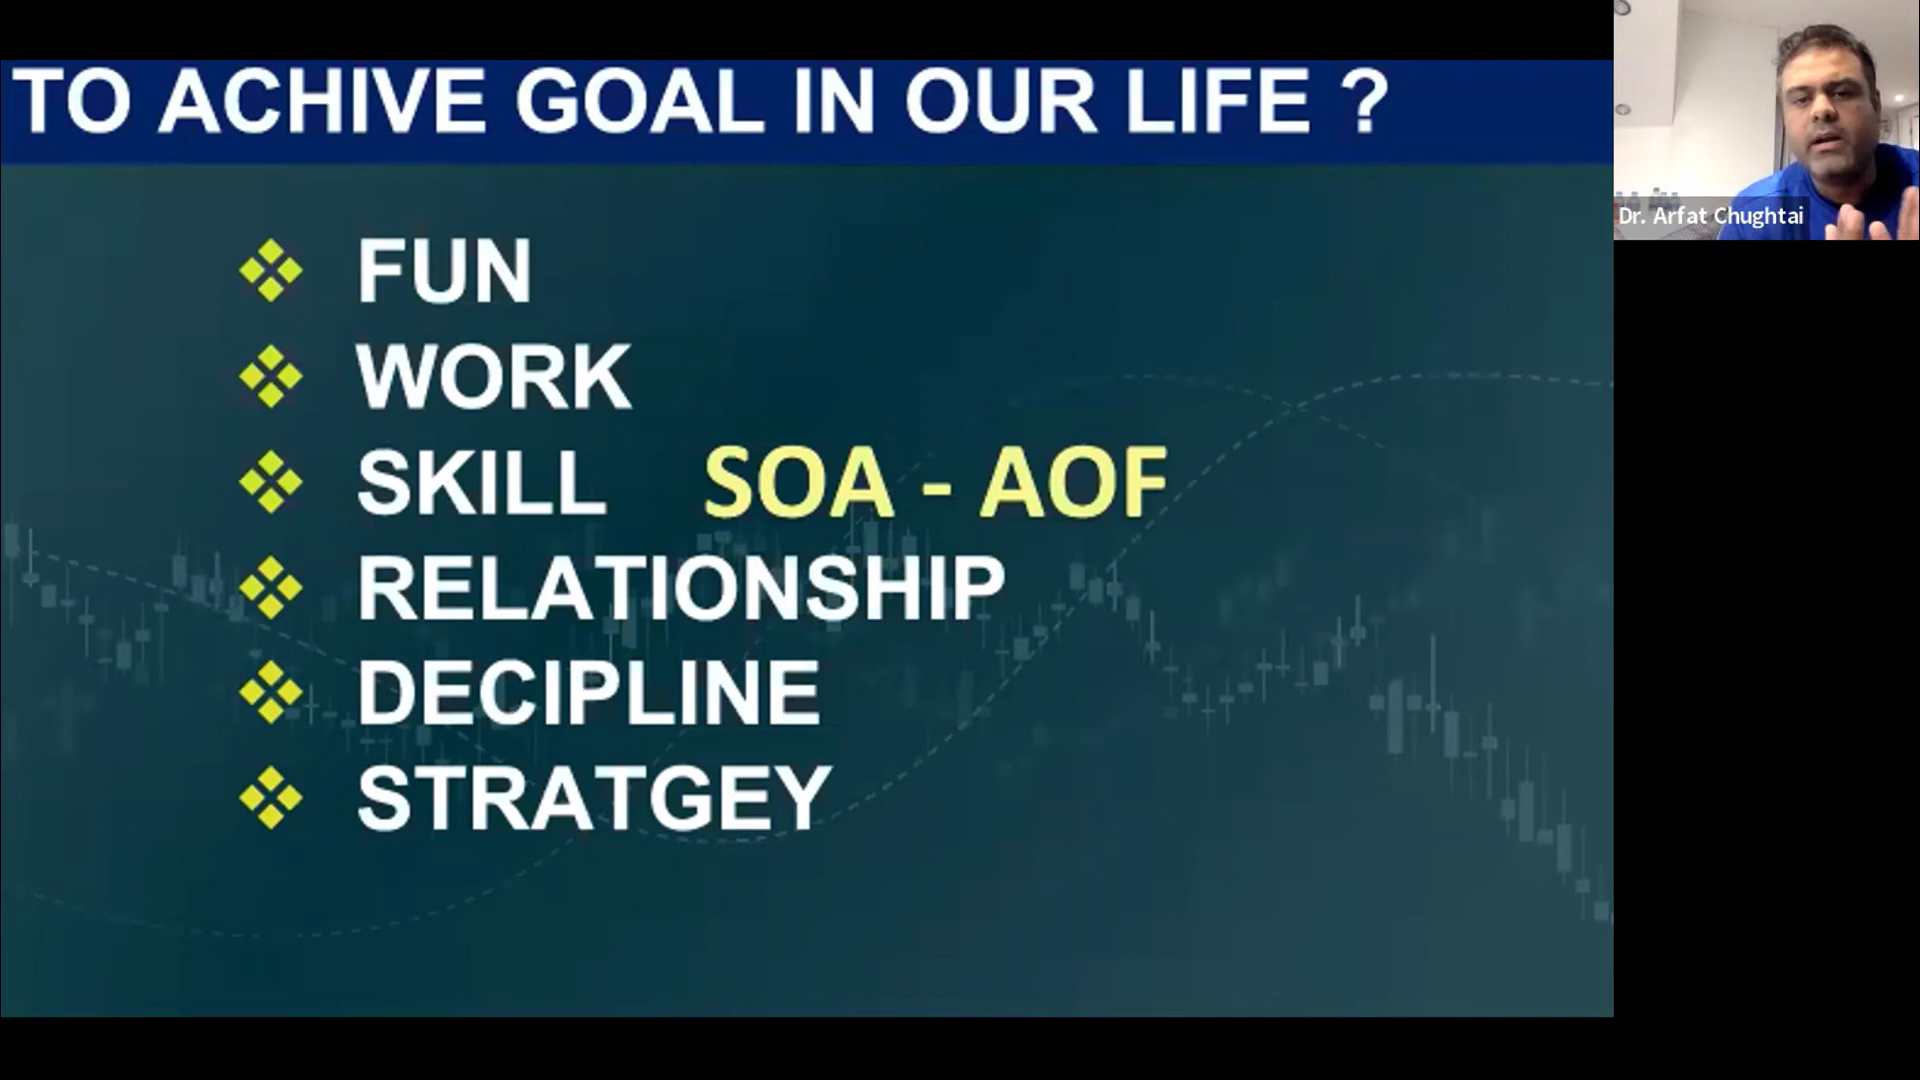 TO ACHIVE GOAL IN OUR LIFE ?
FUN
WORK
SKILL SOA - AOF
RELATIONSHIP
DECIPLINE
STRATGEY
Dr. Arfat Chughtai